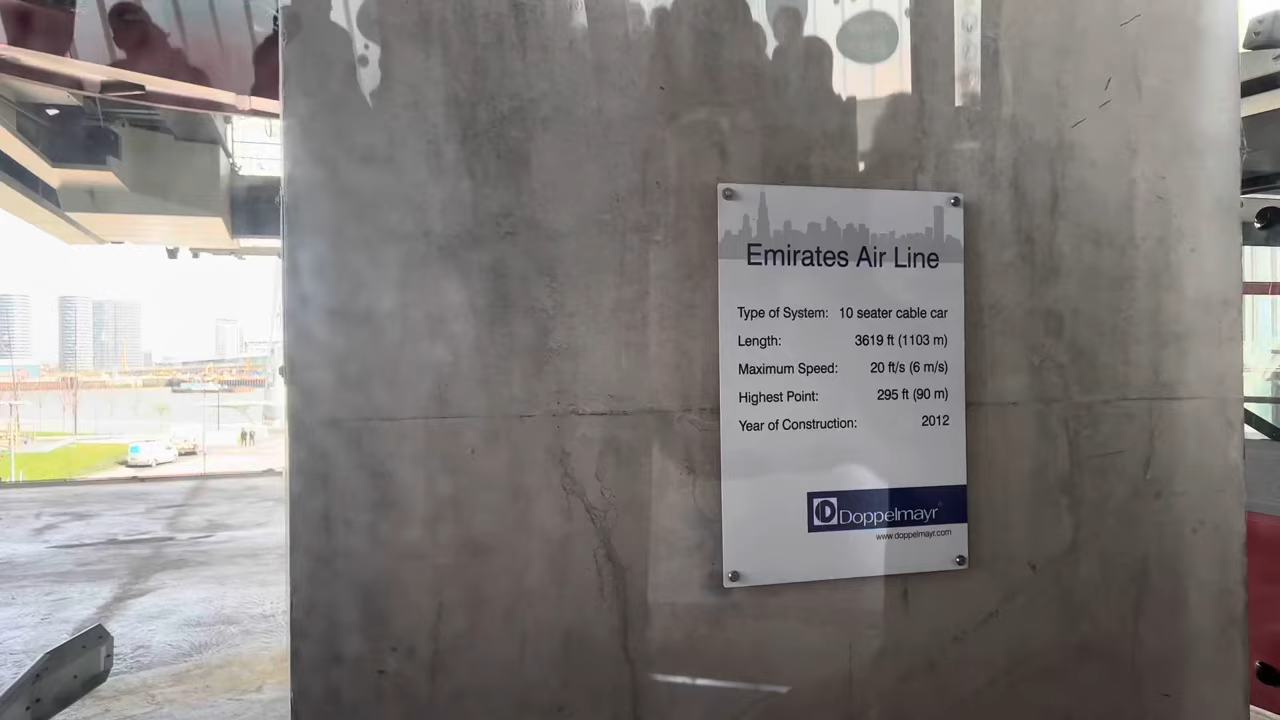 Emirates Air Line
Type of System: 10 seater cable car
Length: 3619 ft (1103 m)
Maximum Speed: 20 ft/s (6 m/s)
Highest Point: 295 ft (90 m)
Year of Construction: 2012
Doppelmayr
www.doppelmayr.com